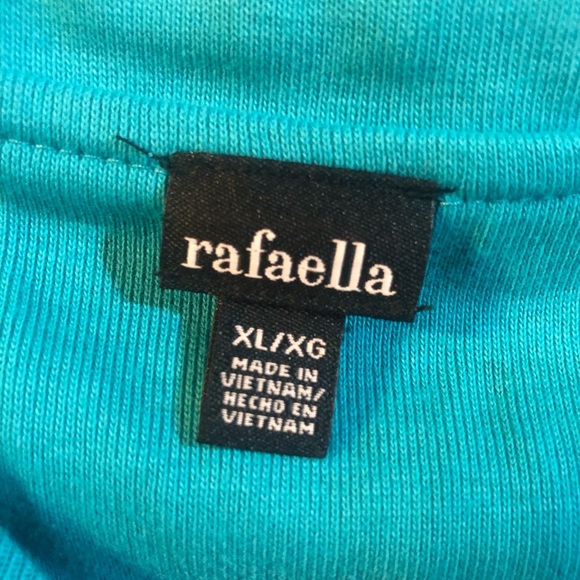 rafaella
XL/XG
MADE IN
VIETNAM/
HECHO EN
VIETNAM